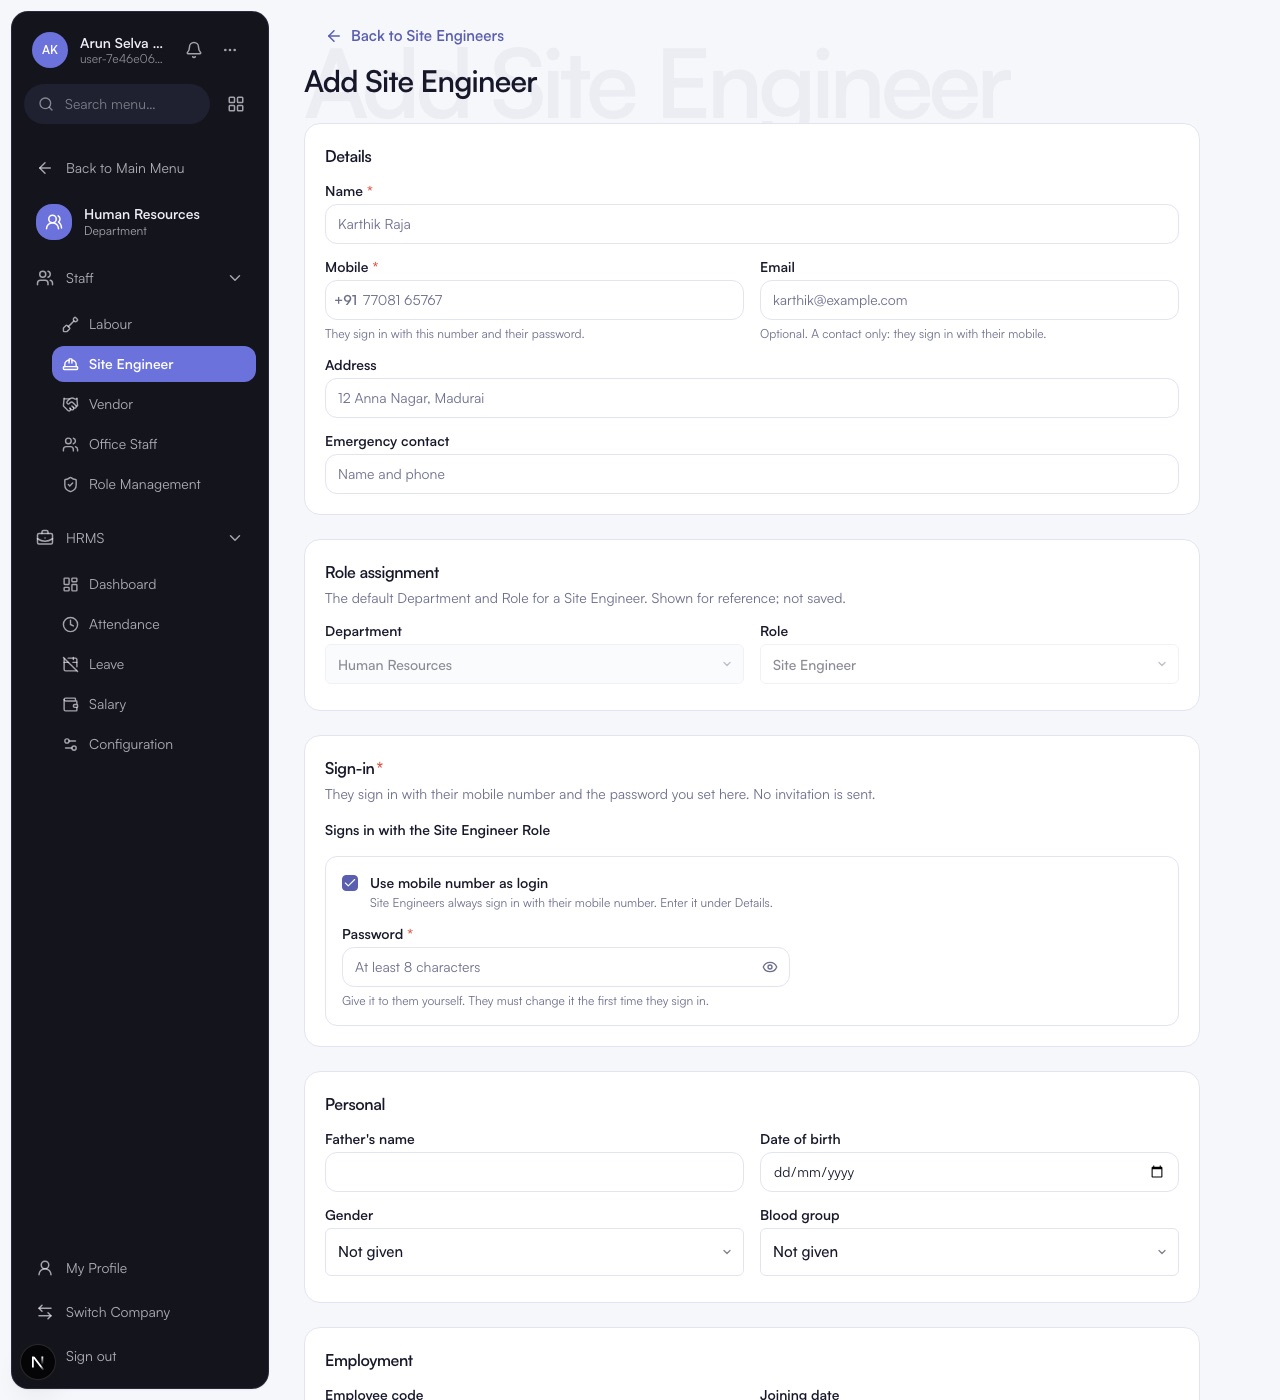 AK
Arun Selva ...
user-7e46e06...
Search menu...
Back to Main Menu
Human Resources
Department
Staff
Labour
Site Engineer
Vendor
Office Staff
Role Management
HRMS
Dashboard
Attendance
Leave
Salary
Configuration
My Profile
Switch Company
N
Sign out
Back to Site Engineers
Add Site Engineer
Add Site Engineer
Details
Name *
Karthik Raja
Mobile *
Email
+91 77081 65767
karthik@example.com
They sign in with this number and their password.
Optional. A contact only: they sign in with their mobile.
Address
12 Anna Nagar, Madurai
Emergency contact
Name and phone
Role assignment
The default Department and Role for a Site Engineer. Shown for reference; not saved.
Department
Role
Human Resources
Site Engineer
Sign-in *
They sign in with their mobile number and the password you set here. No invitation is sent.
Signs in with the Site Engineer Role
Use mobile number as login
Site Engineers always sign in with their mobile number. Enter it under Details.
Password *
At least 8 characters
Give it to them yourself. They must change it the first time they sign in.
Personal
Father's name
Date of birth
dd/mm/yyyy
Gender
Blood group
Not given
Not given
Employment
Employee code
Joining date